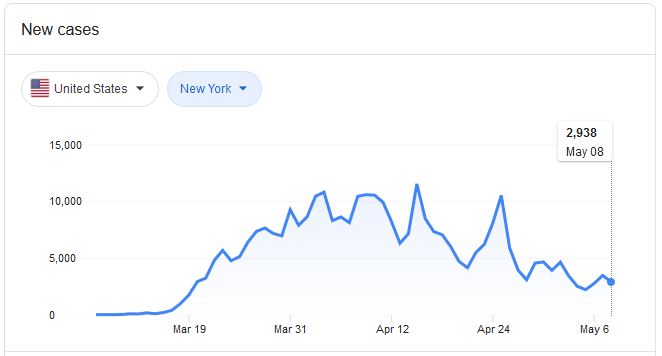 New cases
United States
New York
2,938
May 08
15,000
10,000
5,000
0
Mar 19
Mar 31
Apr 12
Apr 24
May 6